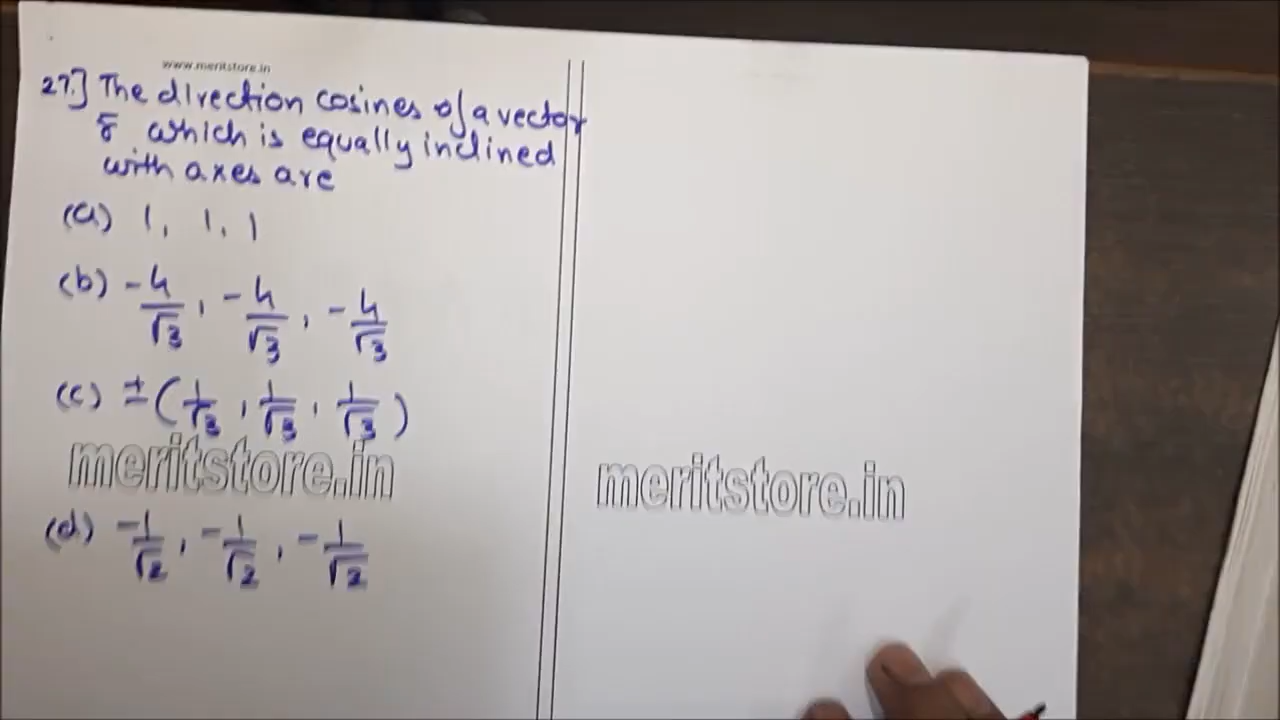 www.meritstore.in
27.] The direction cosines of a vector
r̄ which is equally inclined
with axes are
(a) 1, 1, 1
(b) -4/√3, -4/√3, -4/√3
(c) ±(1/√3, 1/√3, 1/√3)
meritstore.in
meritstore.in
(d) -1/√2, -1/√2, -1/√2